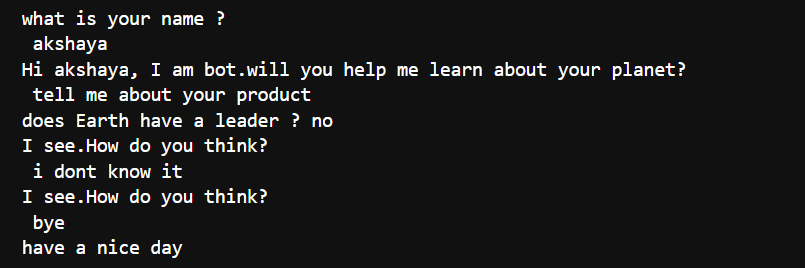 what is your name ?
akshaya
Hi akshaya, I am bot.will you help me learn about your planet?
tell me about your product
does Earth have a leader ? no
I see.How do you think?
i dont know it
I see.How do you think?
bye
have a nice day